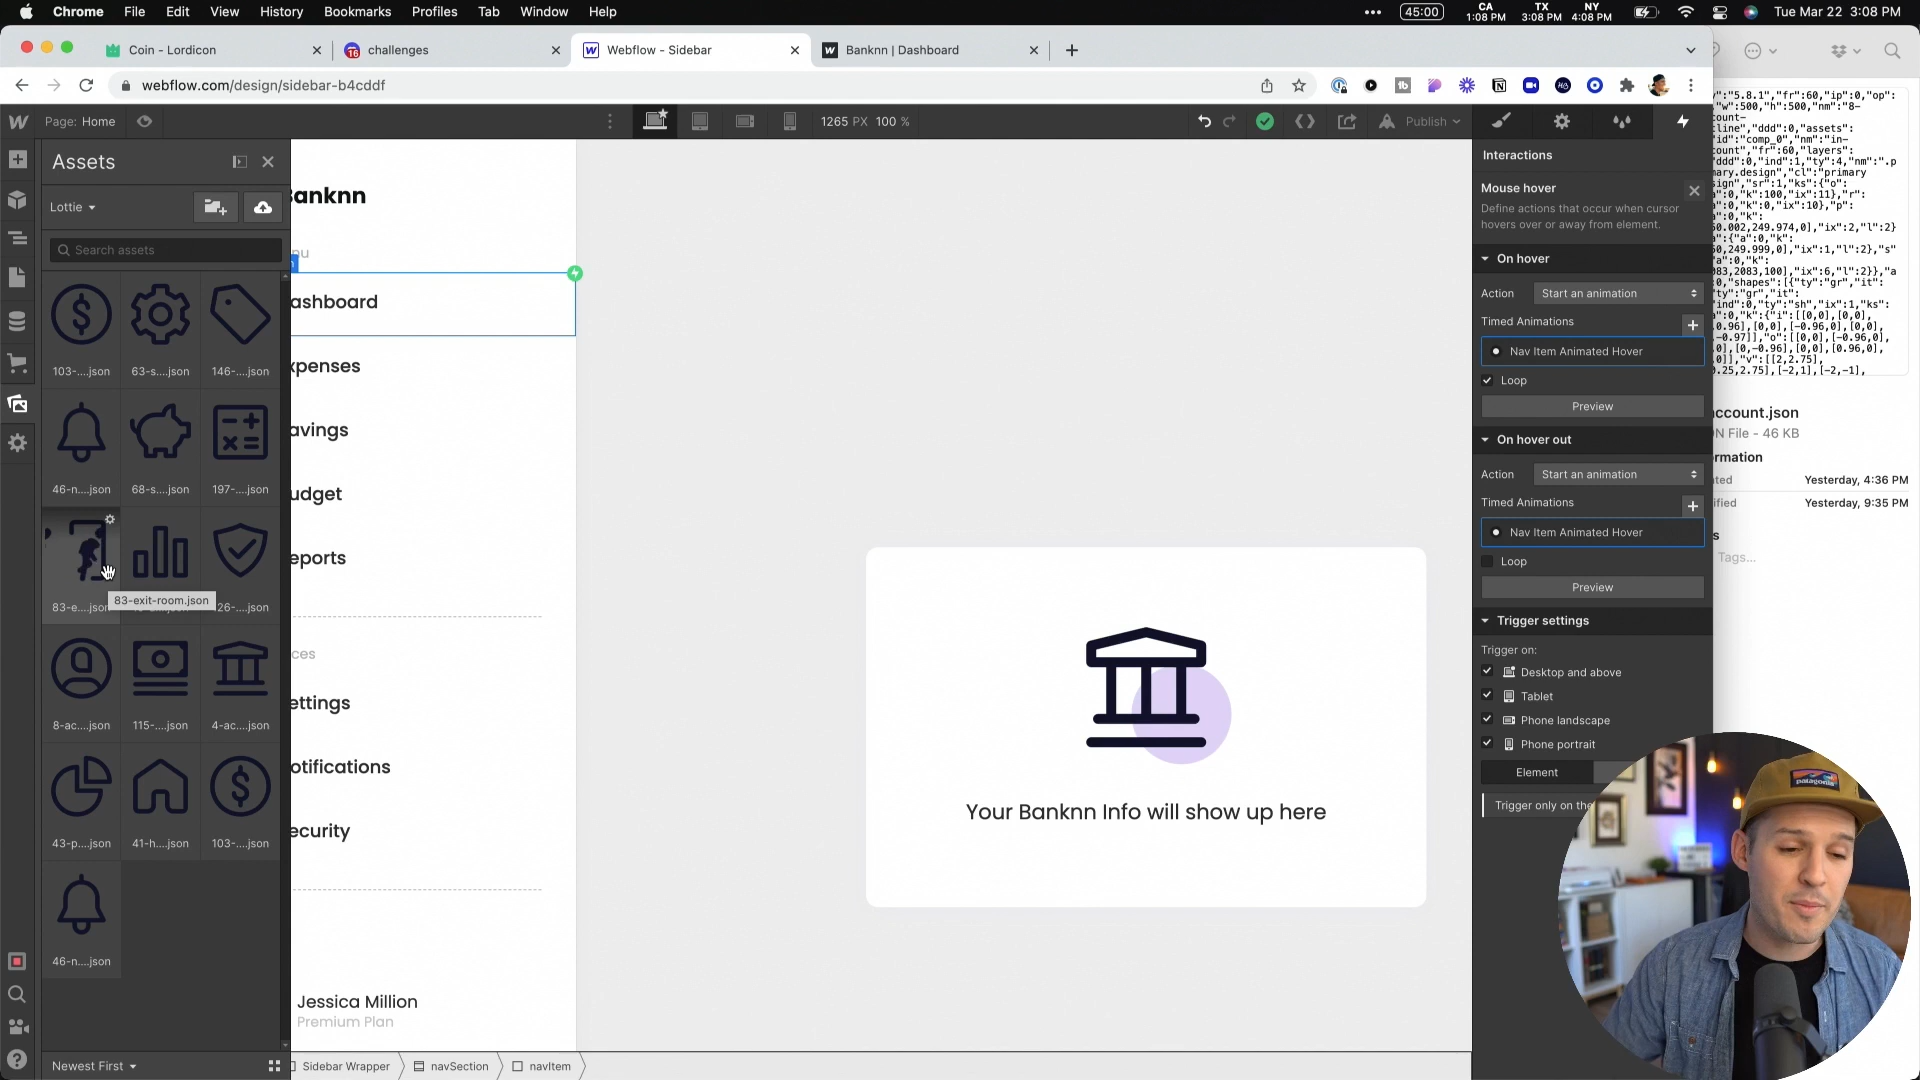 Chrome File Edit View History Bookmarks Profiles Tab Window Help
45:00 CA 1:08 PM TX 3:08 PM NY 4:08 PM Tue Mar 22 3:08 PM
Coin - Lordicon
challenges
Webflow - Sidebar
Banknn | Dashboard
webflow.com/design/sidebar-b4cddf
Page: Home
1265 PX 100 %
Publish
Assets
Lottie
Search assets
103-....json 63-s....json 146-....json
46-n....json 68-s....json 197-....json
83-e....json
26-....json
83-exit-room.json
8-ac....json 115-....json 4-ac....json
43-p....json 41-h....json 103-....json
46-n....json
Newest First
anknn
nu
ashboard
xpenses
avings
udget
eports
ces
ettings
otifications
ecurity
Jessica Million
Premium Plan
Your Banknn Info will show up here
Sidebar Wrapper navSection navItem
Interactions
Mouse hover
Define actions that occur when cursor
hovers over or away from element.
On hover
Action Start an animation
Timed Animations
Nav Item Animated Hover
Loop
Preview
On hover out
Action Start an animation
Timed Animations
Nav Item Animated Hover
Loop
Preview
Trigger settings
Trigger on:
Desktop and above
Tablet
Phone landscape
Phone portrait
Element
Trigger only on the
ccount.json
N File - 46 KB
rmation
ted Yesterday, 4:36 PM
ified Yesterday, 9:35 PM
s
Tags...
patagonia